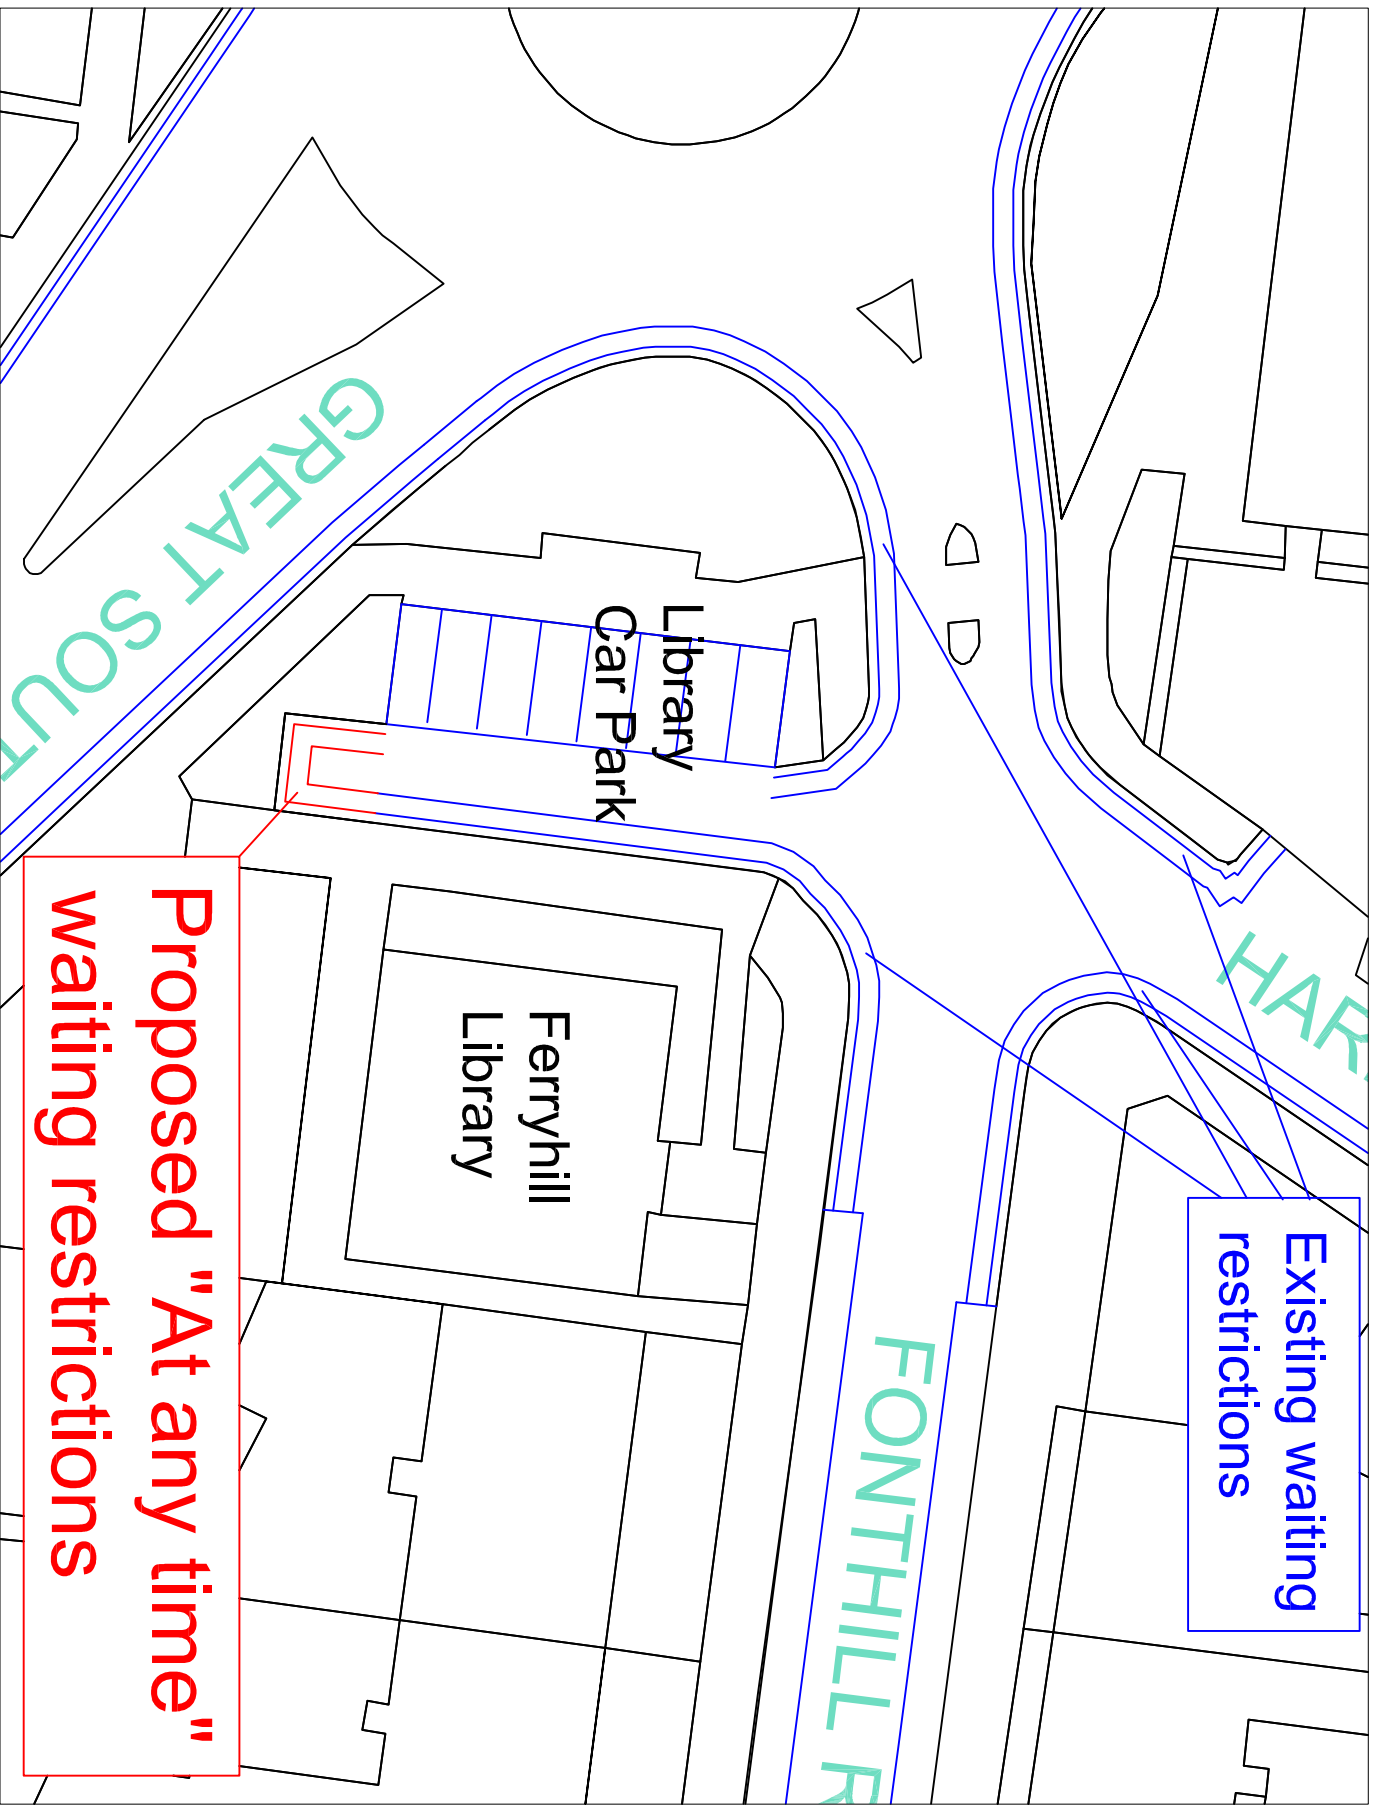 Existing waiting
restrictions
HAR
FONTHILL R
Library
Car Park
Ferryhill
Library
GREAT SOUT
Proposed "At any time"
waiting restrictions